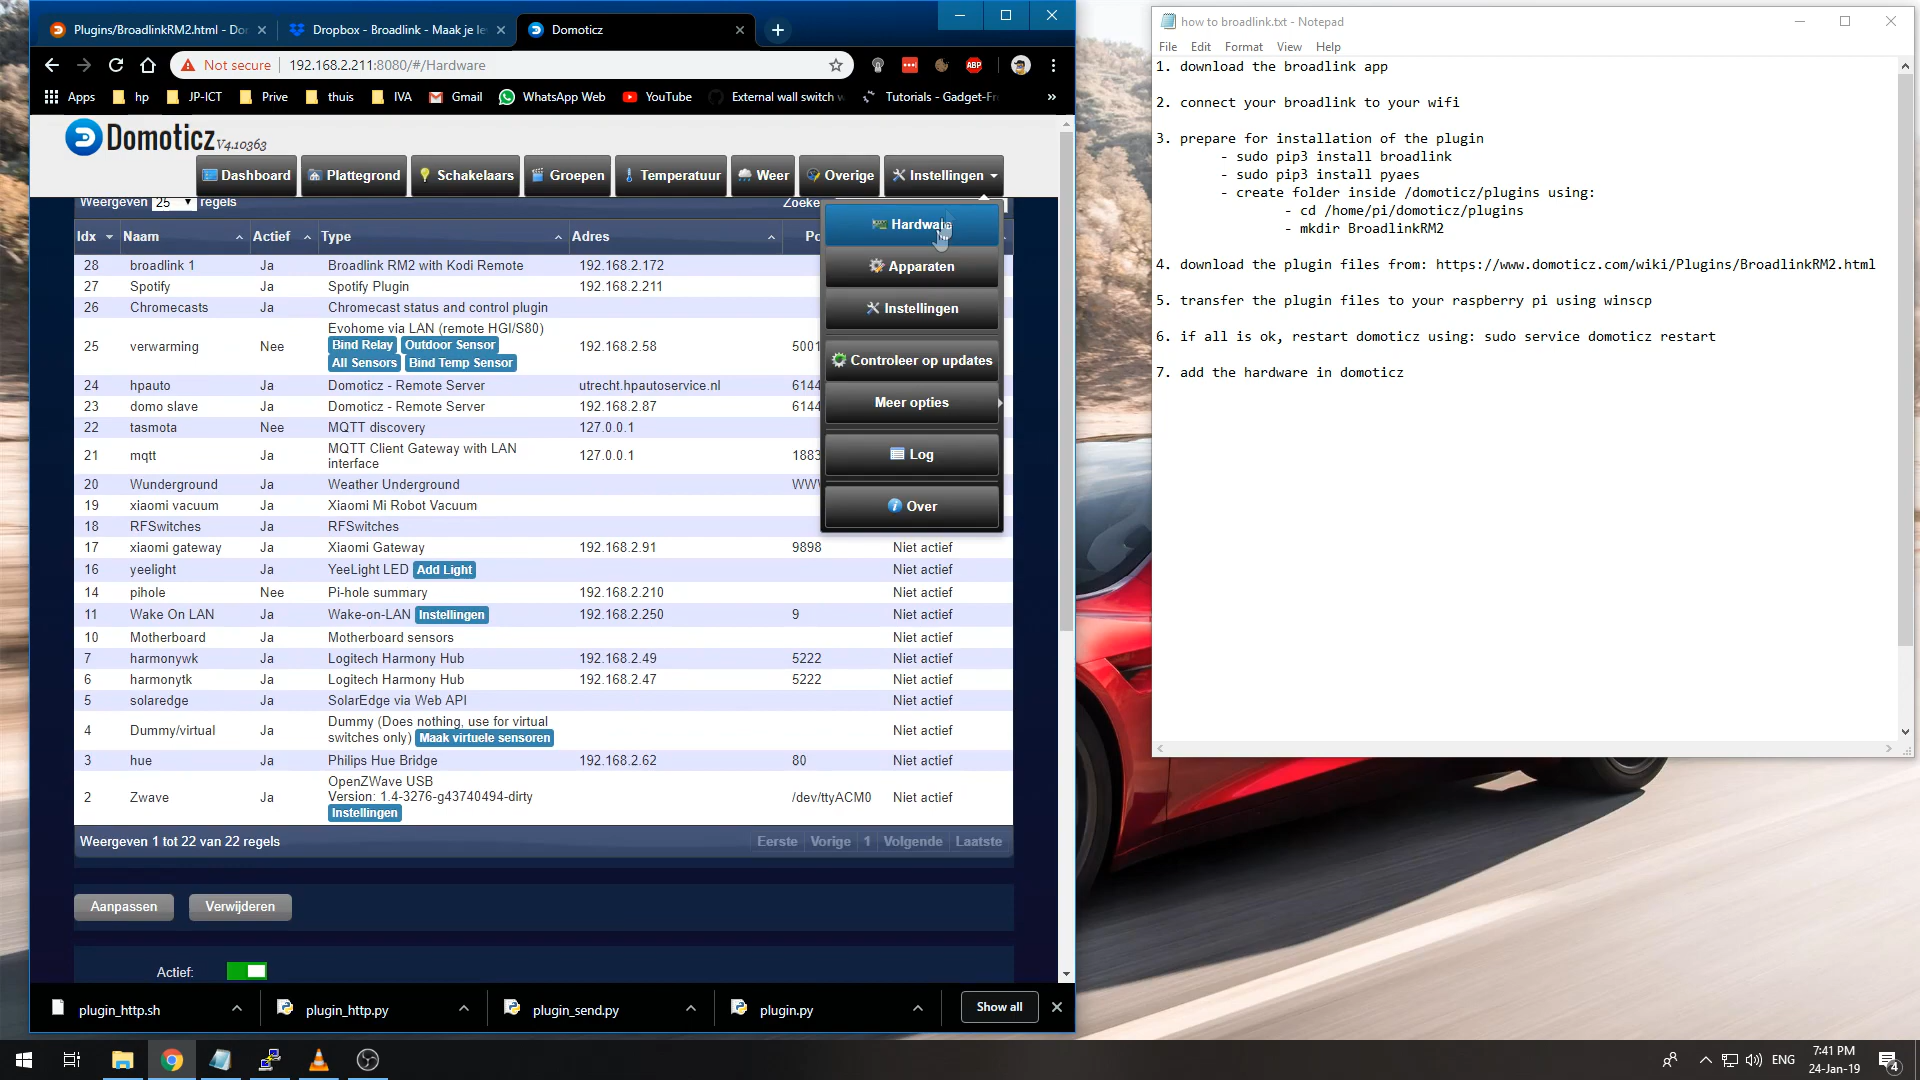 Plugins/BroadlinkRM2.html - Do
Dropbox - Broadlink - Maak je le
Domoticz
Not secure
192.168.2.211:8080/#/Hardware
ABP
Apps
hp
JP-ICT
Prive
thuis
IVA
Gmail
WhatsApp Web
YouTube
External wall switch w
Tutorials - Gadget-Fr
»
Domoticz V4.10363
Dashboard
Plattegrond
Schakelaars
Groepen
Temperatuur
Weer
Overige
Instellingen
Weergeven 25 regels
Zoeke
Idx Naam Actief Type Adres Po
28 broadlink 1 Ja Broadlink RM2 with Kodi Remote 192.168.2.172
27 Spotify Ja Spotify Plugin 192.168.2.211
26 Chromecasts Ja Chromecast status and control plugin
25 verwarming Nee Evohome via LAN (remote HGI/S80) 192.168.2.58 5001
Bind Relay Outdoor Sensor
All Sensors Bind Temp Sensor
24 hpauto Ja Domoticz - Remote Server utrecht.hpautoservice.nl 6144
23 domo slave Ja Domoticz - Remote Server 192.168.2.87 6144
22 tasmota Nee MQTT discovery 127.0.0.1
21 mqtt Ja MQTT Client Gateway with LAN interface 127.0.0.1 1883
20 Wunderground Ja Weather Underground
19 xiaomi vacuum Ja Xiaomi Mi Robot Vacuum
18 RFSwitches Ja RFSwitches
17 xiaomi gateway Ja Xiaomi Gateway 192.168.2.91 9898 Niet actief
16 yeelight Ja YeeLight LED Add Light Niet actief
14 pihole Nee Pi-hole summary 192.168.2.210 Niet actief
11 Wake On LAN Ja Wake-on-LAN Instellingen 192.168.2.250 9 Niet actief
10 Motherboard Ja Motherboard sensors Niet actief
7 harmonywk Ja Logitech Harmony Hub 192.168.2.49 5222 Niet actief
6 harmonytk Ja Logitech Harmony Hub 192.168.2.47 5222 Niet actief
5 solaredge Ja SolarEdge via Web API Niet actief
4 Dummy/virtual Ja Dummy (Does nothing, use for virtual switches only) Maak virtuele sensoren Niet actief
3 hue Ja Philips Hue Bridge 192.168.2.62 80 Niet actief
2 Zwave Ja OpenZWave USB
Version: 1.4-3276-g43740494-dirty /dev/ttyACM0 Niet actief
Instellingen
Weergeven 1 tot 22 van 22 regels
Eerste Vorige 1 Volgende Laatste
Aanpassen
Verwijderen
Actief:
Hardware
Apparaten
Instellingen
Controleer op updates
Meer opties
Log
Over
plugin_http.sh
plugin_http.py
plugin_send.py
plugin.py
Show all
how to broadlink.txt - Notepad
File Edit Format View Help
1. download the broadlink app
2. connect your broadlink to your wifi
3. prepare for installation of the plugin
- sudo pip3 install broadlink
- sudo pip3 install pyaes
- create folder inside /domoticz/plugins using:
- cd /home/pi/domoticz/plugins
- mkdir BroadlinkRM2
4. download the plugin files from: https://www.domoticz.com/wiki/Plugins/BroadlinkRM2.html
5. transfer the plugin files to your raspberry pi using winscp
6. if all is ok, restart domoticz using: sudo service domoticz restart
7. add the hardware in domoticz
ENG
7:41 PM
24-Jan-19
4